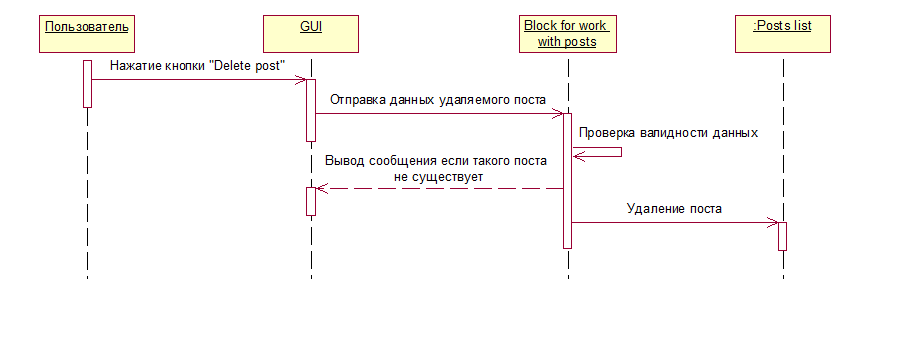 Пользователь
GUI
Block for work
with posts
:Posts list
Нажатие кнопки "Delete post"
Отправка данных удаляемого поста
Проверка валидности данных
Вывод сообщения если такого поста
не существует
Удаление поста